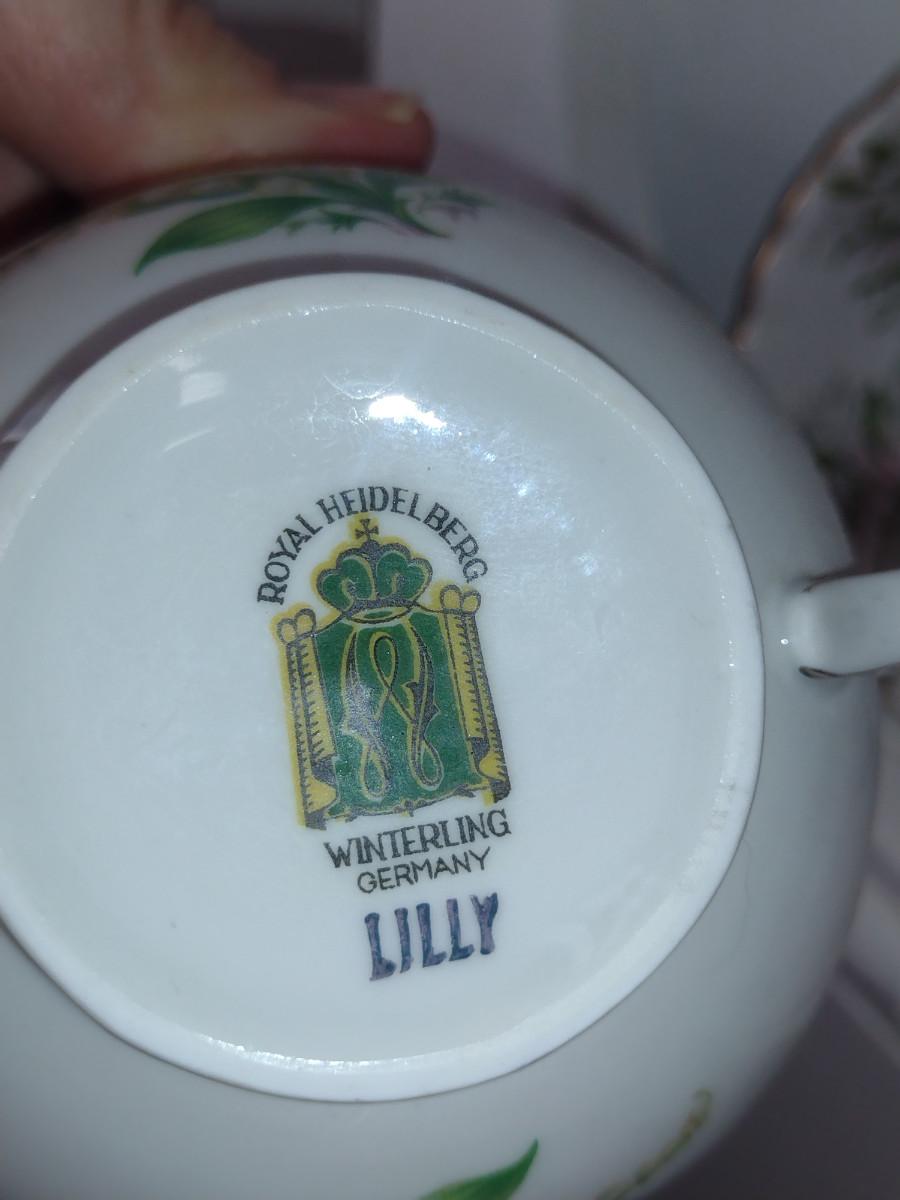 ROYAL HEIDELBERG
W
WINTERLING
GERMANY
LILLY